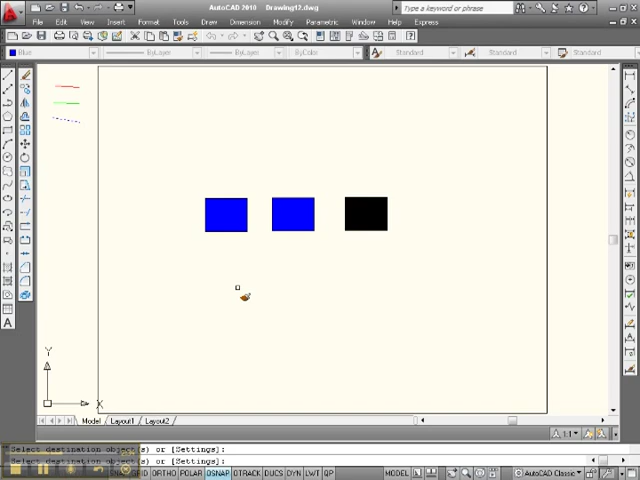 AutoCAD 2010 Drawing12.dwg
Type a keyword or phrase
File Edit View Insert Format Tools Draw Dimension Modify Parametric Window Help Express
Blue ByLayer ByLayer ByColor Standard Standard Standard
Y
X
Model Layout1 Layout2
1:1
Select destination object(s) or [Settings]:
Select destination object(s) or [Settings]:
GRID ORTHO POLAR OSNAP OTRACK DUCS DYN LWT QP MODEL AutoCAD Classic